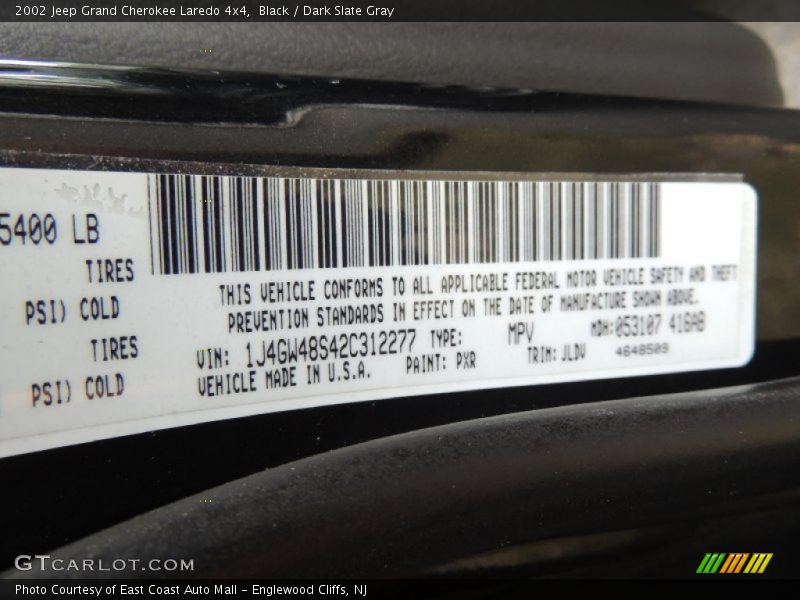 2002 Jeep Grand Cherokee Laredo 4x4,  Black / Dark Slate Gray
5400 LB
TIRES
PSI) COLD
TIRES
PSI) COLD
THIS VEHICLE CONFORMS TO ALL APPLICABLE FEDERAL MOTOR VEHICLE SAFETY AND THEFT
PREVENTION STANDARDS IN EFFECT ON THE DATE OF MANUFACTURE SHOWN ABOVE.
VIN: 1J4GW48S42C312277 TYPE: MPV MDH:053107 416AB
VEHICLE MADE IN U.S.A. PAINT: PXR TRIM: JLDV 4648509
GTCARLOT.COM
Photo Courtesy of East Coast Auto Mall - Englewood Cliffs, NJ